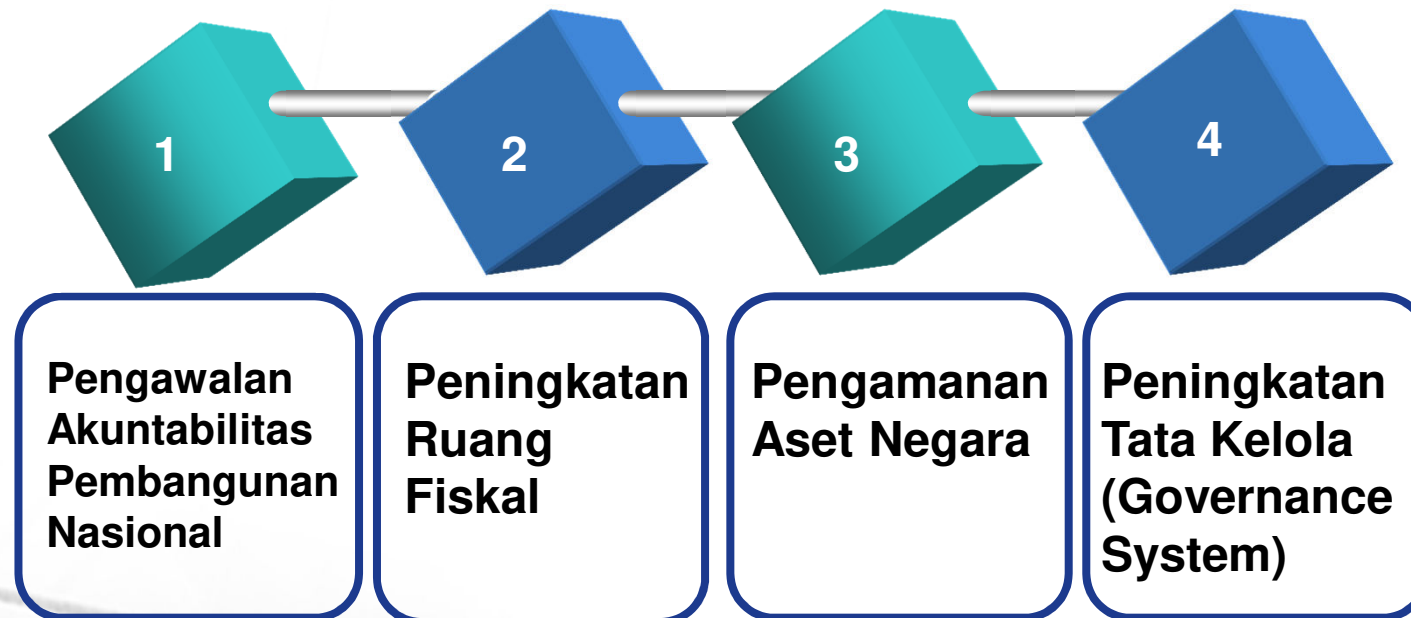 1
2
3
4
Pengawalan
Akuntabilitas
Pembangunan
Nasional
Peningkatan
Ruang
Fiskal
Pengamanan
Aset Negara
Peningkatan
Tata Kelola
(Governance
System)